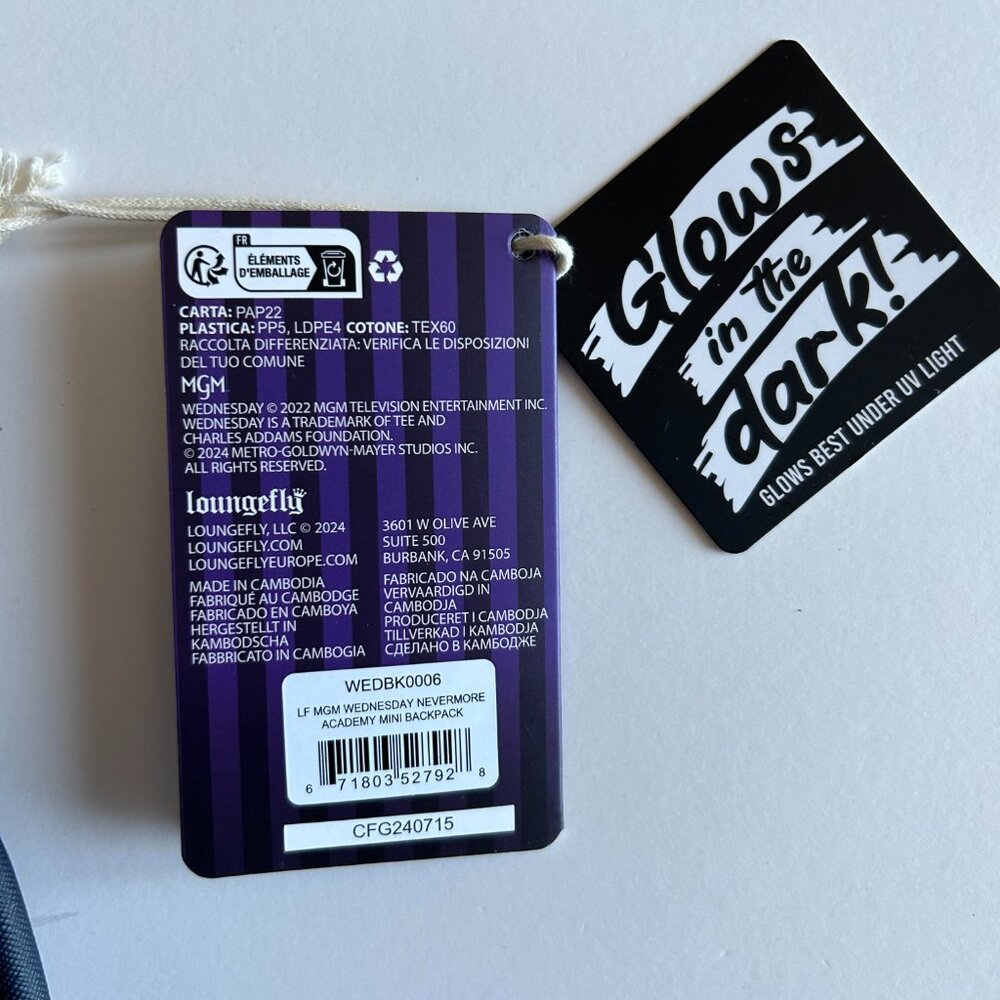 FR
ÉLÉMENTS
D'EMBALLAGE
CARTA: PAP22
PLASTICA: PP5, LDPE4 COTONE: TEX60
RACCOLTA DIFFERENZIATA: VERIFICA LE DISPOSIZIONI
DEL TUO COMUNE
MGM
WEDNESDAY © 2022 MGM TELEVISION ENTERTAINMENT INC.
WEDNESDAY IS A TRADEMARK OF TEE AND
CHARLES ADDAMS FOUNDATION.
© 2024 METRO-GOLDWYN-MAYER STUDIOS INC.
ALL RIGHTS RESERVED.
loungefly
LOUNGEFLY, LLC © 2024
LOUNGEFLY.COM
LOUNGEFLYEUROPE.COM
3601 W OLIVE AVE
SUITE 500
BURBANK, CA 91505
MADE IN CAMBODIA
FABRIQUÉ AU CAMBODGE
FABRICADO EN CAMBOYA
HERGESTELLT IN
KAMBODSCHA
FABBRICATO IN CAMBOGIA
FABRICADO NA CAMBOJA
VERVAARDIGD IN
CAMBODJA
PRODUCERET I CAMBODJA
TILLVERKAD I KAMBODJA
СДЕЛАНО В КАМБОДЖЕ
WEDBK0006
LF MGM WEDNESDAY NEVERMORE
ACADEMY MINI BACKPACK
6 71803 52792 8
CFG240715
Glows
in the
dark!
GLOWS BEST UNDER UV LIGHT